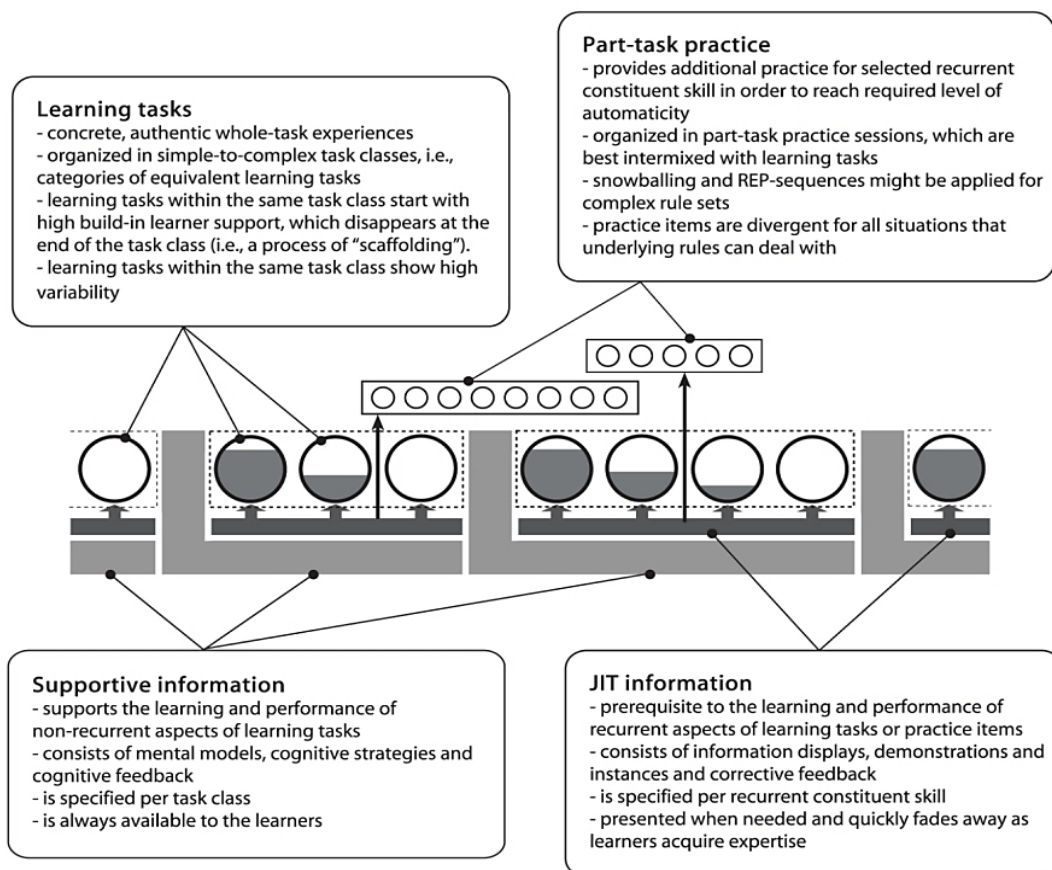 Learning tasks
- concrete, authentic whole-task experiences
- organized in simple-to-complex task classes, i.e.,
categories of equivalent learning tasks
- learning tasks within the same task class start with
high build-in learner support, which disappears at
the end of the task class (i.e., a process of “scaffolding”).
- learning tasks within the same task class show high
variability
Part-task practice
- provides additional practice for selected recurrent
constituent skill in order to reach required level of
automaticity
- organized in part-task practice sessions, which are
best intermixed with learning tasks
- snowballing and REP-sequences might be applied for
complex rule sets
- practice items are divergent for all situations that
underlying rules can deal with
Supportive information
- supports the learning and performance of
non-recurrent aspects of learning tasks
- consists of mental models, cognitive strategies and
cognitive feedback
- is specified per task class
- is always available to the learners
JIT information
- prerequisite to the learning and performance of
recurrent aspects of learning tasks or practice items
- consists of information displays, demonstrations and
instances and corrective feedback
- is specified per recurrent constituent skill
- presented when needed and quickly fades away as
learners acquire expertise